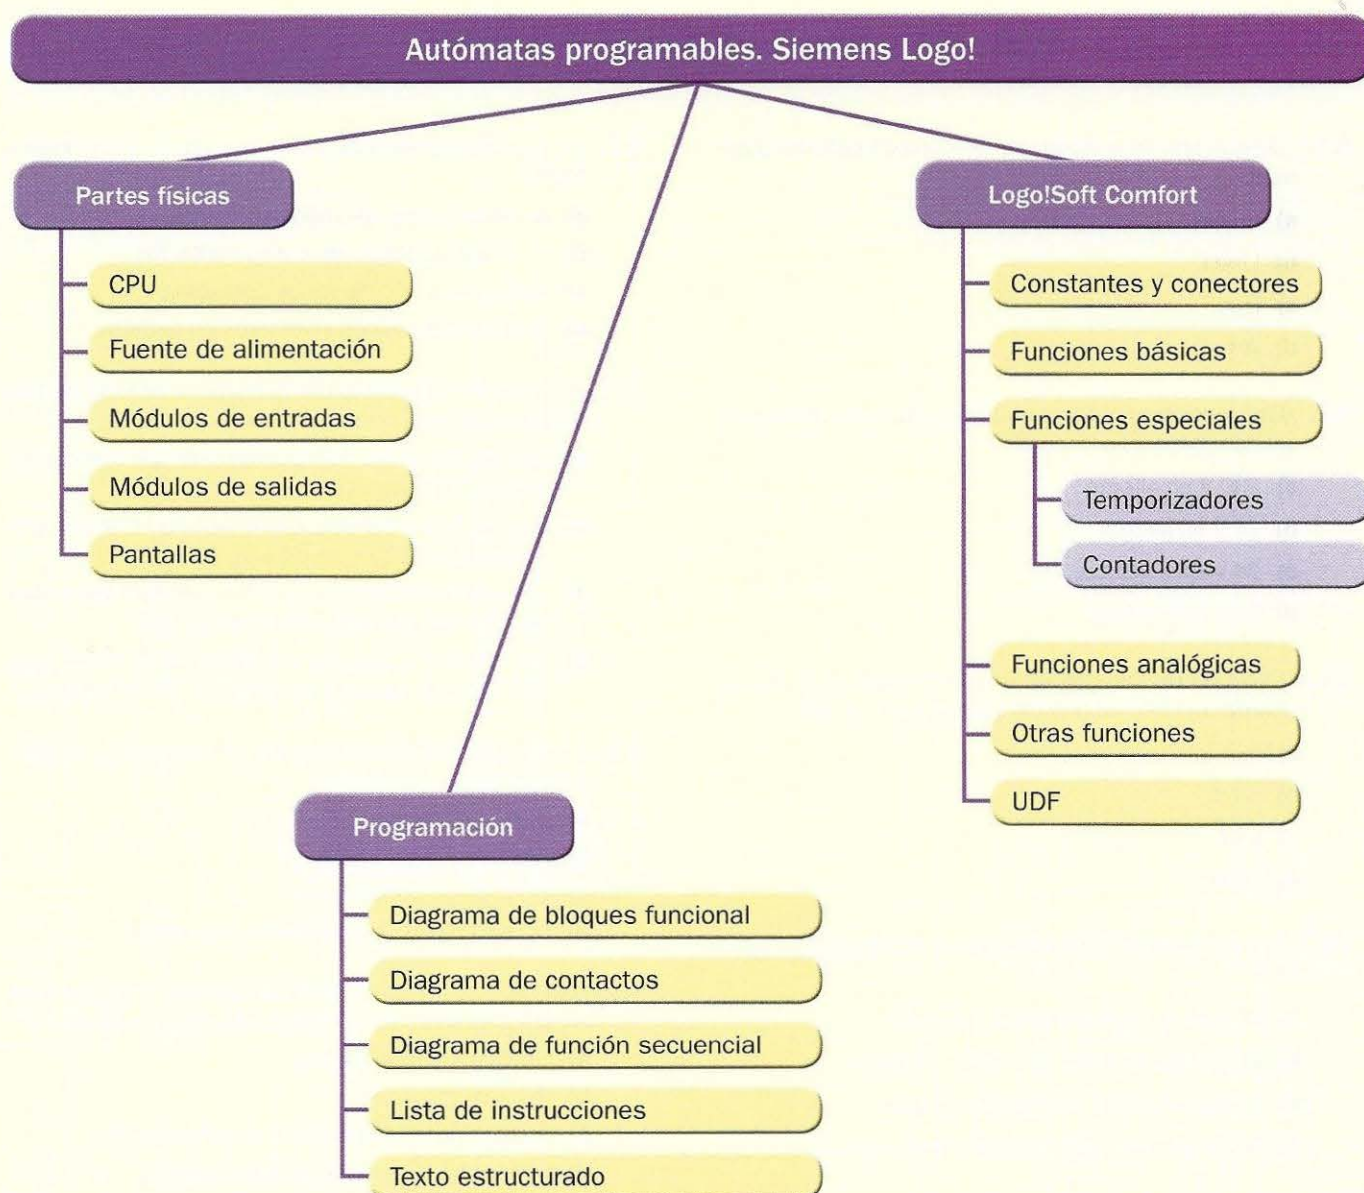 Autómatas programables. Siemens Logo!
Partes físicas
CPU
Fuente de alimentación
Módulos de entradas
Módulos de salidas
Pantallas
Logo!Soft Comfort
Constantes y conectores
Funciones básicas
Funciones especiales
Temporizadores
Contadores
Funciones analógicas
Otras funciones
UDF
Programación
Diagrama de bloques funcional
Diagrama de contactos
Diagrama de función secuencial
Lista de instrucciones
Texto estructurado